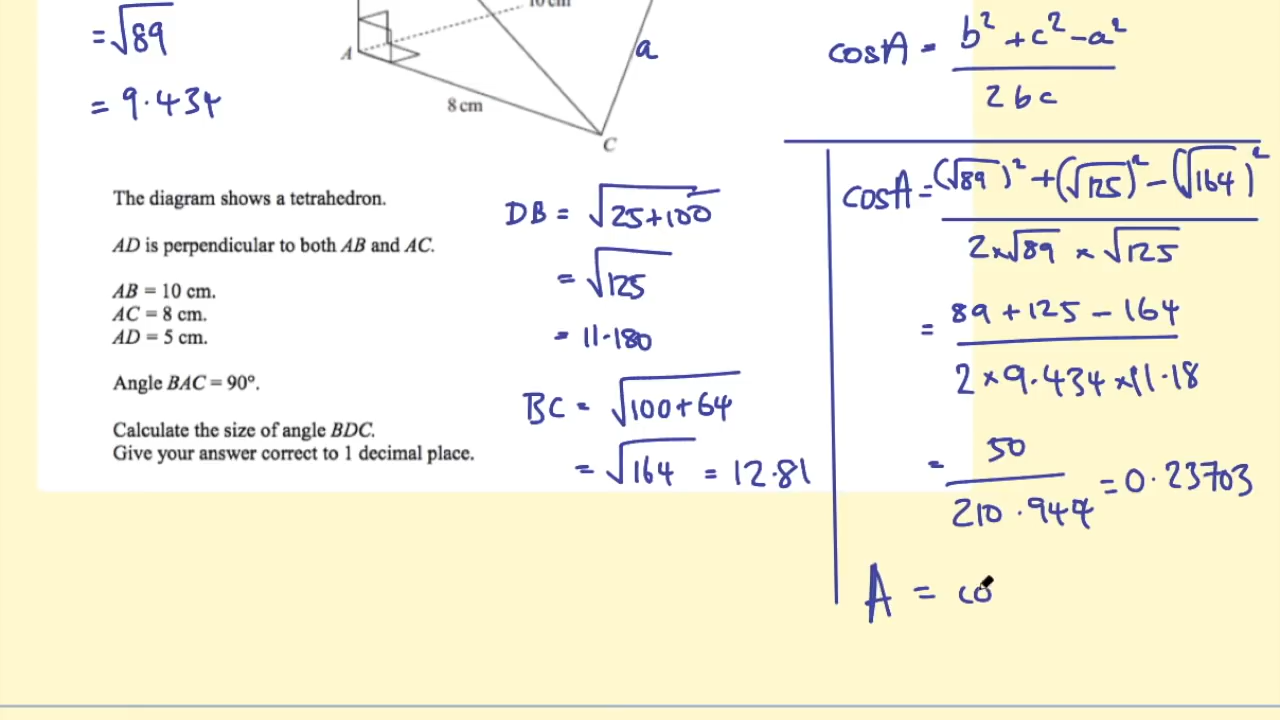 = √89
= 9.434
10 cm
A
8 cm
a
C
The diagram shows a tetrahedron.
AD is perpendicular to both AB and AC.
AB = 10 cm.
AC = 8 cm.
AD = 5 cm.
Angle BAC = 90°.
Calculate the size of angle BDC.
Give your answer correct to 1 decimal place.
DB = √25+100
= √125
= 11.180
BC = √100+64
= √164 = 12.81
cosA = b² + c² - a²
2bc
cosA = (√89)² + (√125)² - (√164)²
2 × √89 × √125
= 89 + 125 - 164
2 × 9.434 × 11.18
= 50
210.944 = 0.23703
A = co